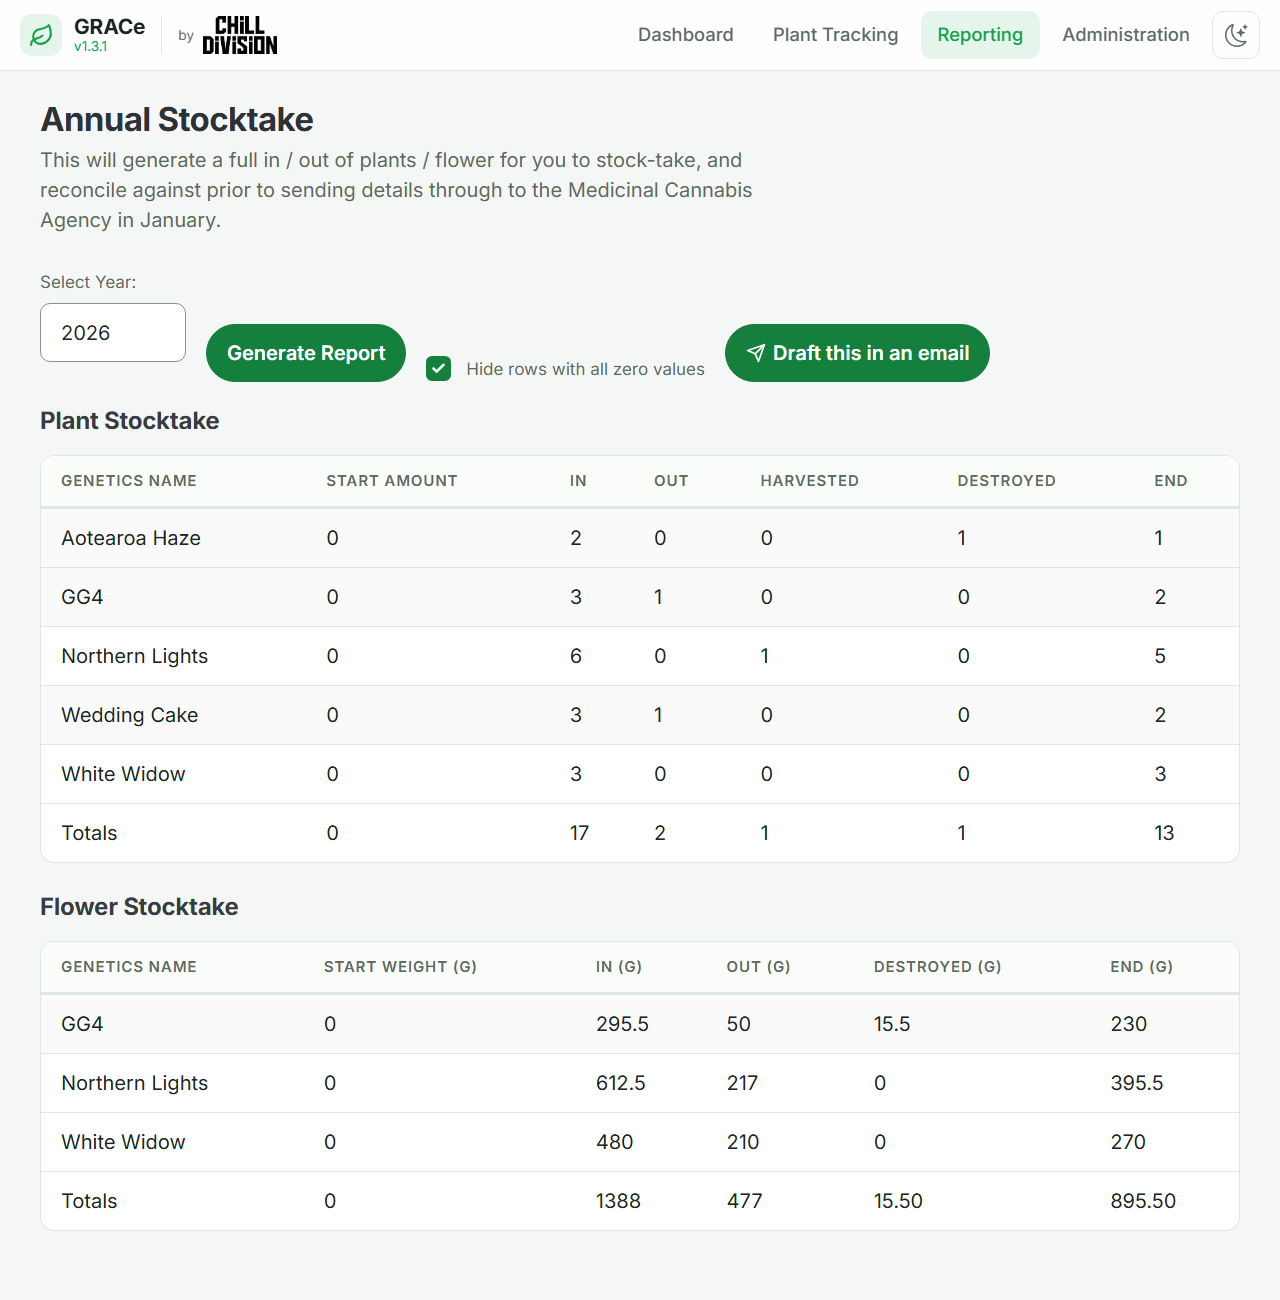 GRACe
v1.3.1
by
CHiLL
DiViSiON
Dashboard
Plant Tracking
Reporting
Administration
Annual Stocktake
This will generate a full in / out of plants / flower for you to stock-take, and
reconcile against prior to sending details through to the Medicinal Cannabis
Agency in January.
Select Year:
2026
Generate Report
Hide rows with all zero values
Draft this in an email
Plant Stocktake
GENETICS NAME START AMOUNT IN OUT HARVESTED DESTROYED END
Aotearoa Haze 0 2 0 0 1 1
GG4 0 3 1 0 0 2
Northern Lights 0 6 0 1 0 5
Wedding Cake 0 3 1 0 0 2
White Widow 0 3 0 0 0 3
Totals 0 17 2 1 1 13
Flower Stocktake
GENETICS NAME START WEIGHT (G) IN (G) OUT (G) DESTROYED (G) END (G)
GG4 0 295.5 50 15.5 230
Northern Lights 0 612.5 217 0 395.5
White Widow 0 480 210 0 270
Totals 0 1388 477 15.50 895.50